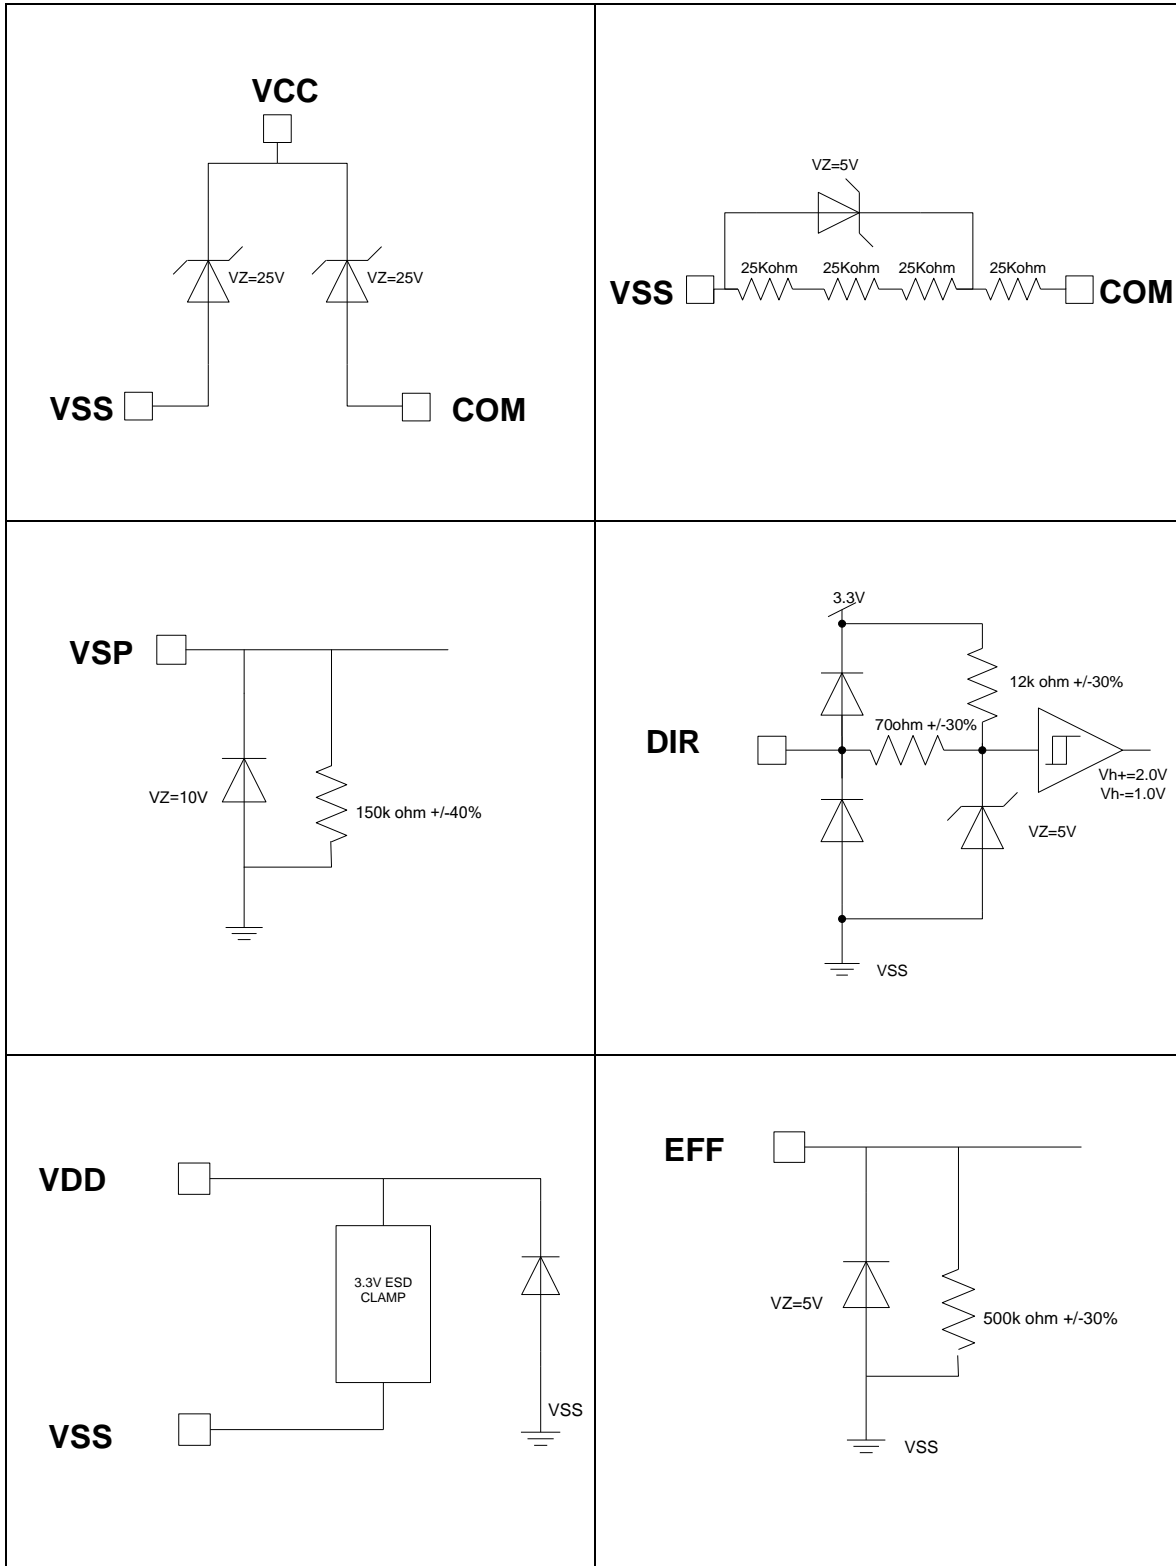 VCC
VZ=25V
VZ=25V
VSS
COM
VZ=5V
25Kohm
25Kohm
25Kohm
25Kohm
VSS
COM
VSP
VZ=10V
150k ohm +/-40%
3.3V
12k ohm +/-30%
70ohm +/-30%
DIR
Vh+=2.0V
Vh-=1.0V
VZ=5V
VSS
VDD
3.3V ESD
CLAMP
VSS
VSS
EFF
VZ=5V
500k ohm +/-30%
VSS